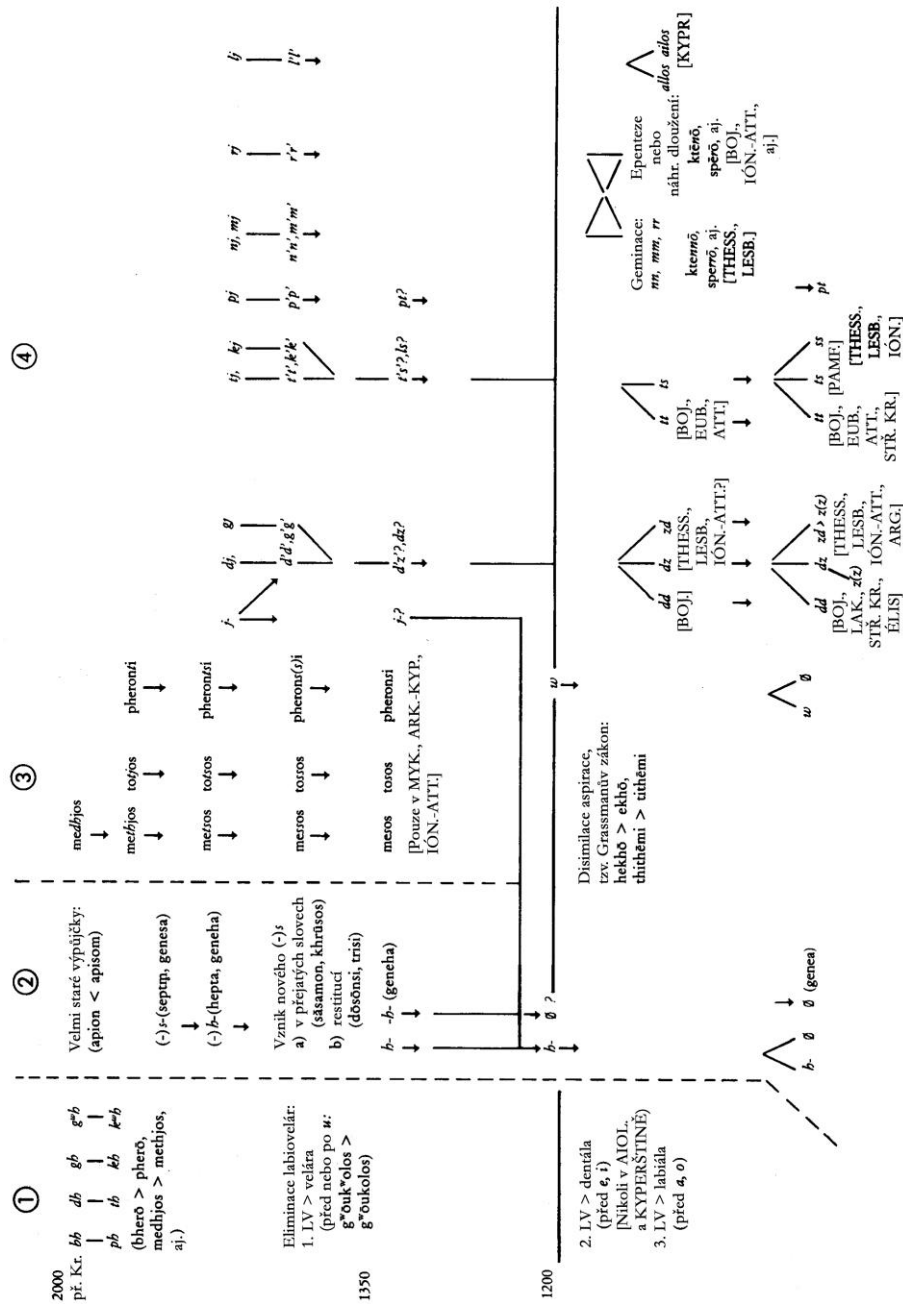 ①
2000
př. Kr.
bh dh gh gʷh
ph th kh kʷh
(bherō > pherō,
medhjos > methjos,
aj.)
1350
Eliminace labiovelár:
1. LV > velára
(před nebo po u:
gʷōukʷolos >
gʷōukolos)
1200
2. LV > dentála
(před e, i)
[Nikoli v AIOL.
a KYPERŠTINĚ]
3. LV > labiála
(před a, o)
②
Velmi staré výpůjčky:
(apion < apisom)
(-)s-(septm̥, genesa)
(-)h-(hepta, geneha)
Vznik nového (-)s
a) v přejatých slovech
(sāsamon, khrūsos)
b) restitucí
(dōsōnsi, trisi)
h- -h- (geneha)
h- ø ?
h- ø ø (genea)
③
medhjos
methjos totjos pheronti
metsos totsos pherontsi
messos tossos pherons(s)i
mesos tosos pheronsi
[Pouze v MYK., ARK.-KYP.,
IÓN.-ATT.]
w
Disimilace aspirace,
tzv. Grassmanův zákon:
hekhō > ekhō,
thithēmi > tithēmi
w ø
④
j- dj, gj tj, kj pj nj, mj rj lj
d'd',g'g' t't',k'k' p'p' n'n',m'm' r'r' l'l'
j-? d'z'?,dz? t's'?,ts? pt?
dd dz zd
[BOJ.] [THESS.,
LESB.,
IÓN.-ATT.?]
tt ts
[BOJ.,
EUB.,
ATT.]
Geminace:
nn, mm, rr
ktennō,
sperrō, aj.
[THESS.,
LESB.]
Epenteze
nebo
náhr. dloužení:
ktēnō,
spērō, aj.
[BOJ.,
IÓN.-ATT.,
aj.]
allos ailos
[KYPR]
dd dz zd > z(z)
z(z)
[BOJ.,
LAK.,
STŘ. KR.,
ÉLIS]
[THESS.,
LESB.,
IÓN.-ATT.,
ARG.]
tt ts ss
[BOJ.,
EUB.,
ATT.,
STŘ. KR.]
[PAMF.]
[THESS.,
LESB.,
IÓN.]
pt